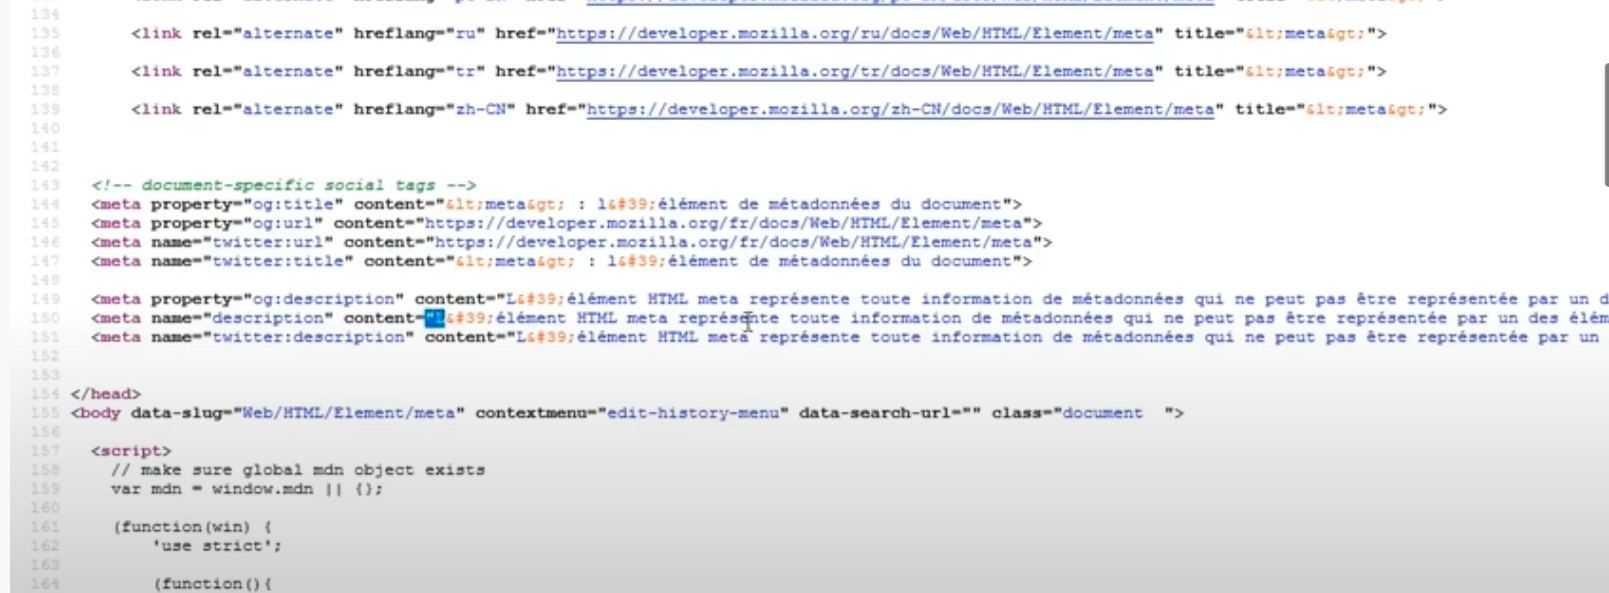 134
135 <link rel="alternate" hreflang="ru" href="https://developer.mozilla.org/ru/docs/Web/HTML/Element/meta" title="&lt;meta&gt;">
136
137 <link rel="alternate" hreflang="tr" href="https://developer.mozilla.org/tr/docs/Web/HTML/Element/meta" title="&lt;meta&gt;">
138
139 <link rel="alternate" hreflang="zh-CN" href="https://developer.mozilla.org/zh-CN/docs/Web/HTML/Element/meta" title="&lt;meta&gt;">
140
141
142
143 <!-- document-specific social tags -->
144 <meta property="og:title" content="&lt;meta&gt; : l&#39;élément de métadonnées du document">
145 <meta property="og:url" content="https://developer.mozilla.org/fr/docs/Web/HTML/Element/meta">
146 <meta name="twitter:url" content="https://developer.mozilla.org/fr/docs/Web/HTML/Element/meta">
147 <meta name="twitter:title" content="&lt;meta&gt; : l&#39;élément de métadonnées du document">
148
149 <meta property="og:description" content="L&#39;élément HTML meta représente toute information de métadonnées qui ne peut pas être représentée par un d
150 <meta name="description" content="L&#39;élément HTML meta représente toute information de métadonnées qui ne peut pas être représentée par un des élém
151 <meta name="twitter:description" content="L&#39;élément HTML meta représente toute information de métadonnées qui ne peut pas être représentée par un
152
153
154 </head>
155 <body data-slug="Web/HTML/Element/meta" contextmenu="edit-history-menu" data-search-url="" class="document ">
156
157 <script>
158 // make sure global mdn object exists
159 var mdn = window.mdn || {};
160
161 (function(win) {
162 'use strict';
163
164 (function(){